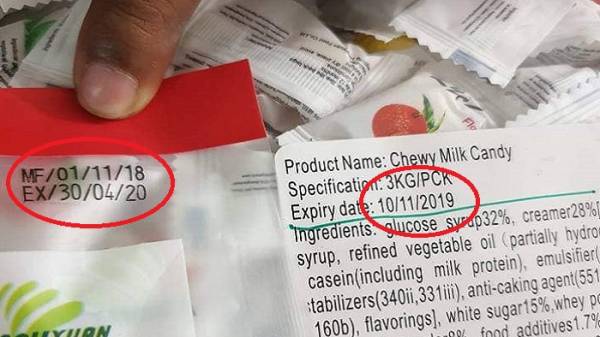 MF/01/11/18
EX/30/04/20
Product Name: Chewy Milk Candy
Specification: 3KG/PCK
Expiry date: 10/11/2019
Ingredients: glucose syrup32%, creamer28%[
syrup, refined vegetable oil (partially hydro
casein(including milk protein), emulsifier(
tabilizers(340ii,331iii), anti-caking agent(551
160b), flavorings], white sugar15%,whey po
food additives1.7%
YUAN